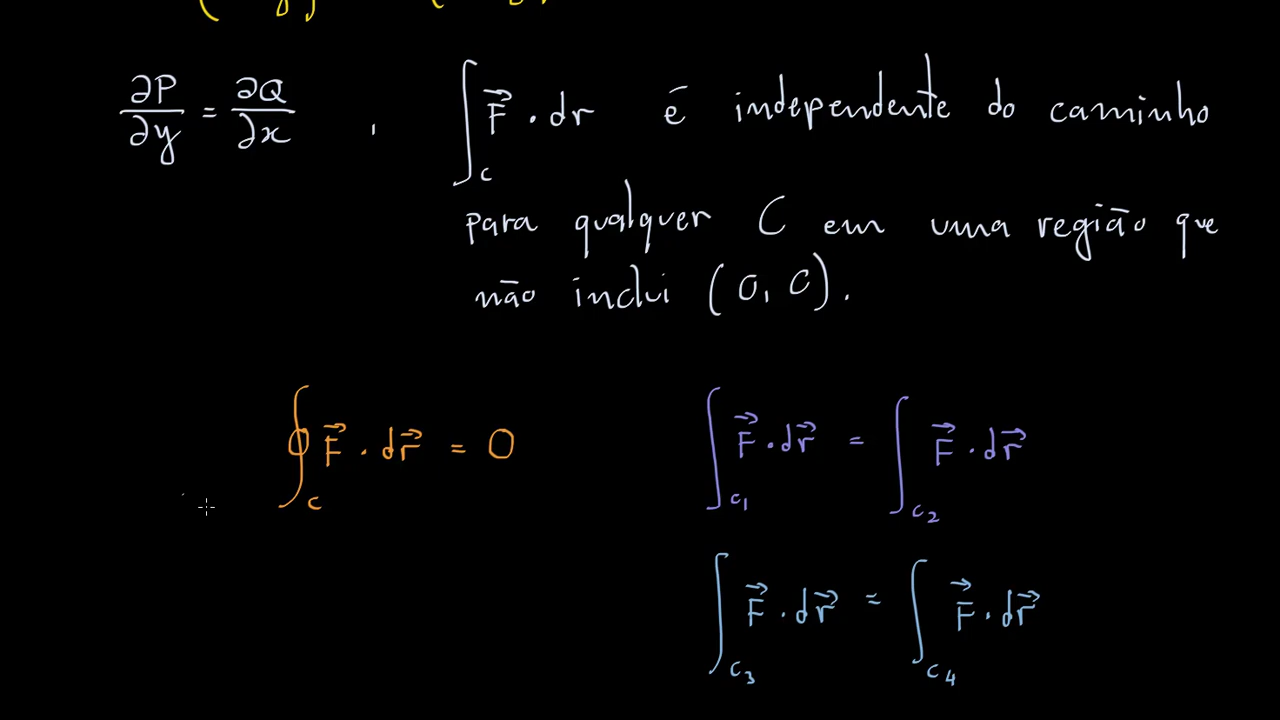 ∂P/∂y = ∂Q/∂x , ∫_C F⃗ · dr é independente do caminho
para qualquer C em uma região que
não inclui (0, 0).
∮_C F⃗ · dr⃗ = 0
∫_C₁ F⃗ · dr⃗ = ∫_C₂ F⃗ · dr⃗
∫_C₃ F⃗ · dr⃗ = ∫_C₄ F⃗ · dr⃗